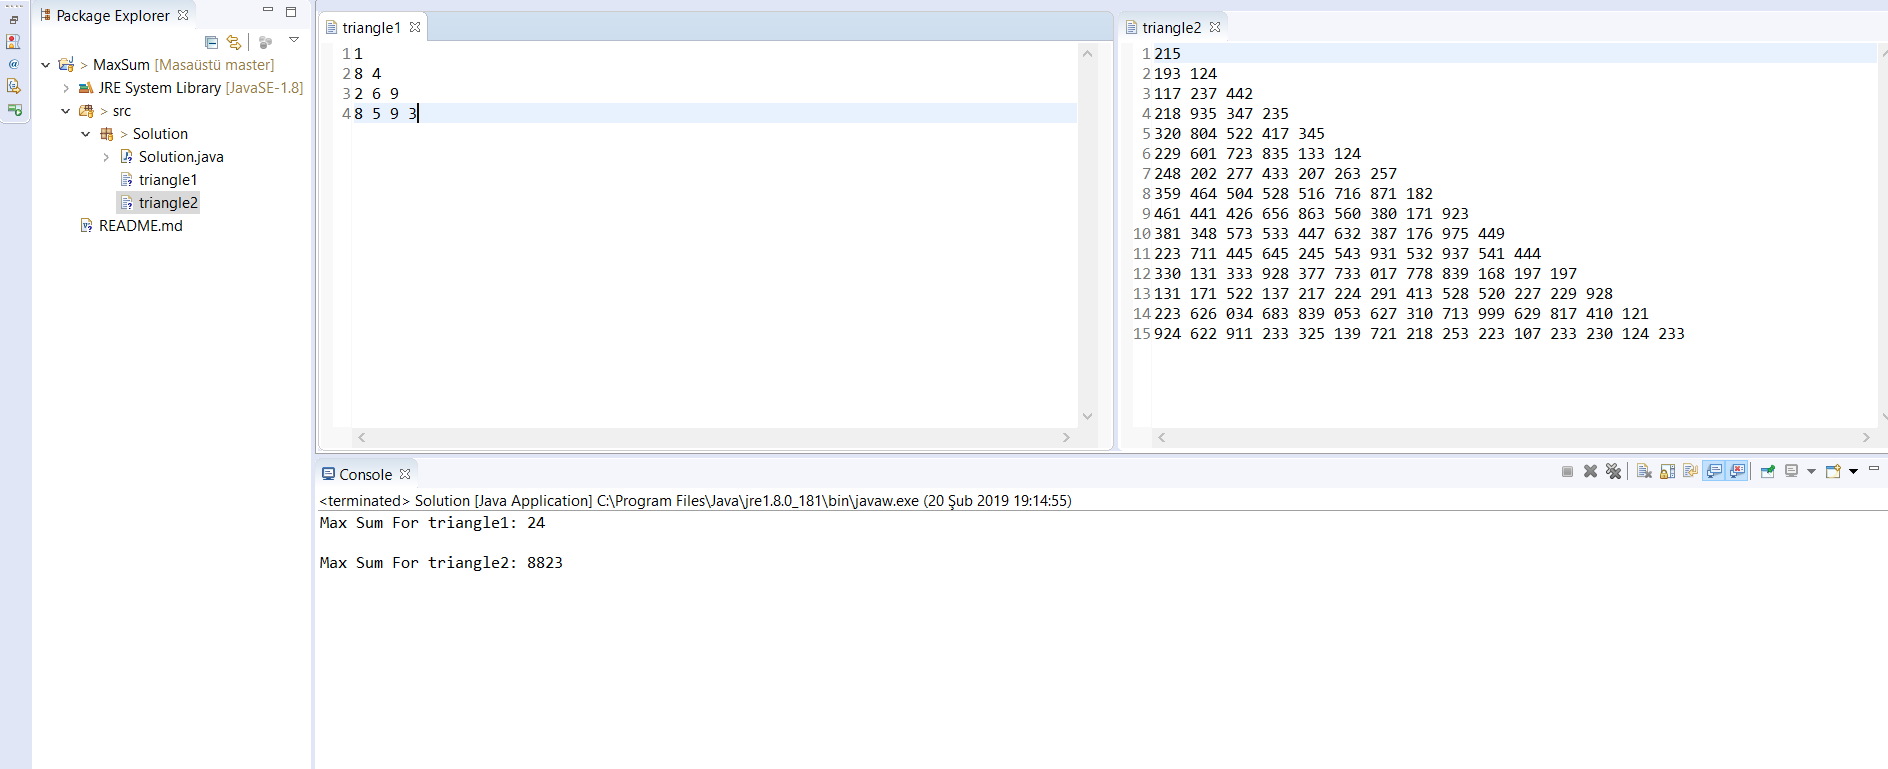 Package Explorer
> MaxSum [Masaüstü master]
JRE System Library [JavaSE-1.8]
> src
> Solution
Solution.java
triangle1
triangle2
README.md
triangle1
1 1
2 8 4
3 2 6 9
4 8 5 9 3
triangle2
1 215
2 193 124
3 117 237 442
4 218 935 347 235
5 320 804 522 417 345
6 229 601 723 835 133 124
7 248 202 277 433 207 263 257
8 359 464 504 528 516 716 871 182
9 461 441 426 656 863 560 380 171 923
10 381 348 573 533 447 632 387 176 975 449
11 223 711 445 645 245 543 931 532 937 541 444
12 330 131 333 928 377 733 017 778 839 168 197 197
13 131 171 522 137 217 224 291 413 528 520 227 229 928
14 223 626 034 683 839 053 627 310 713 999 629 817 410 121
15 924 622 911 233 325 139 721 218 253 223 107 233 230 124 233
Console
<terminated> Solution [Java Application] C:\Program Files\Java\jre1.8.0_181\bin\javaw.exe (20 Şub 2019 19:14:55)
Max Sum For triangle1: 24
Max Sum For triangle2: 8823